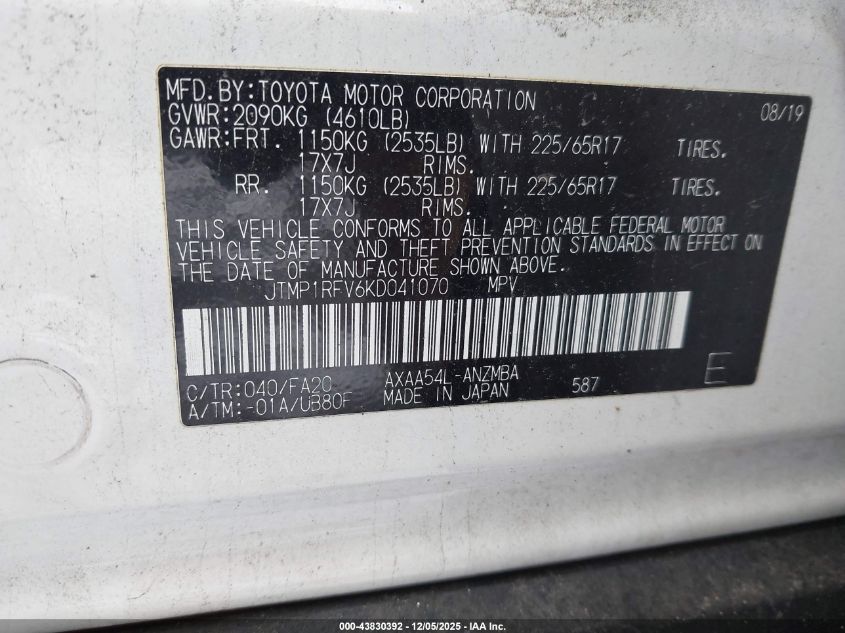 MFD.BY:TOYOTA MOTOR CORPORATION 08/19
GVWR:2090KG (4610LB)
GAWR:FRT. 1150KG (2535LB) WITH 225/65R17 TIRES.
17X7J RIMS.
RR. 1150KG (2535LB) WITH 225/65R17 TIRES.
17X7J RIMS.
THIS VEHICLE CONFORMS TO ALL APPLICABLE FEDERAL MOTOR
VEHICLE SAFETY AND THEFT PREVENTION STANDARDS IN EFFECT ON
THE DATE OF MANUFACTURE SHOWN ABOVE.
JTMP1RFV6KD041070 MPV
C/TR:040/FA20 AXAA54L-ANZMBA 587 E
A/TM:-01A/UB80F MADE IN JAPAN
000-43830392 - 12/05/2025 - IAA Inc.